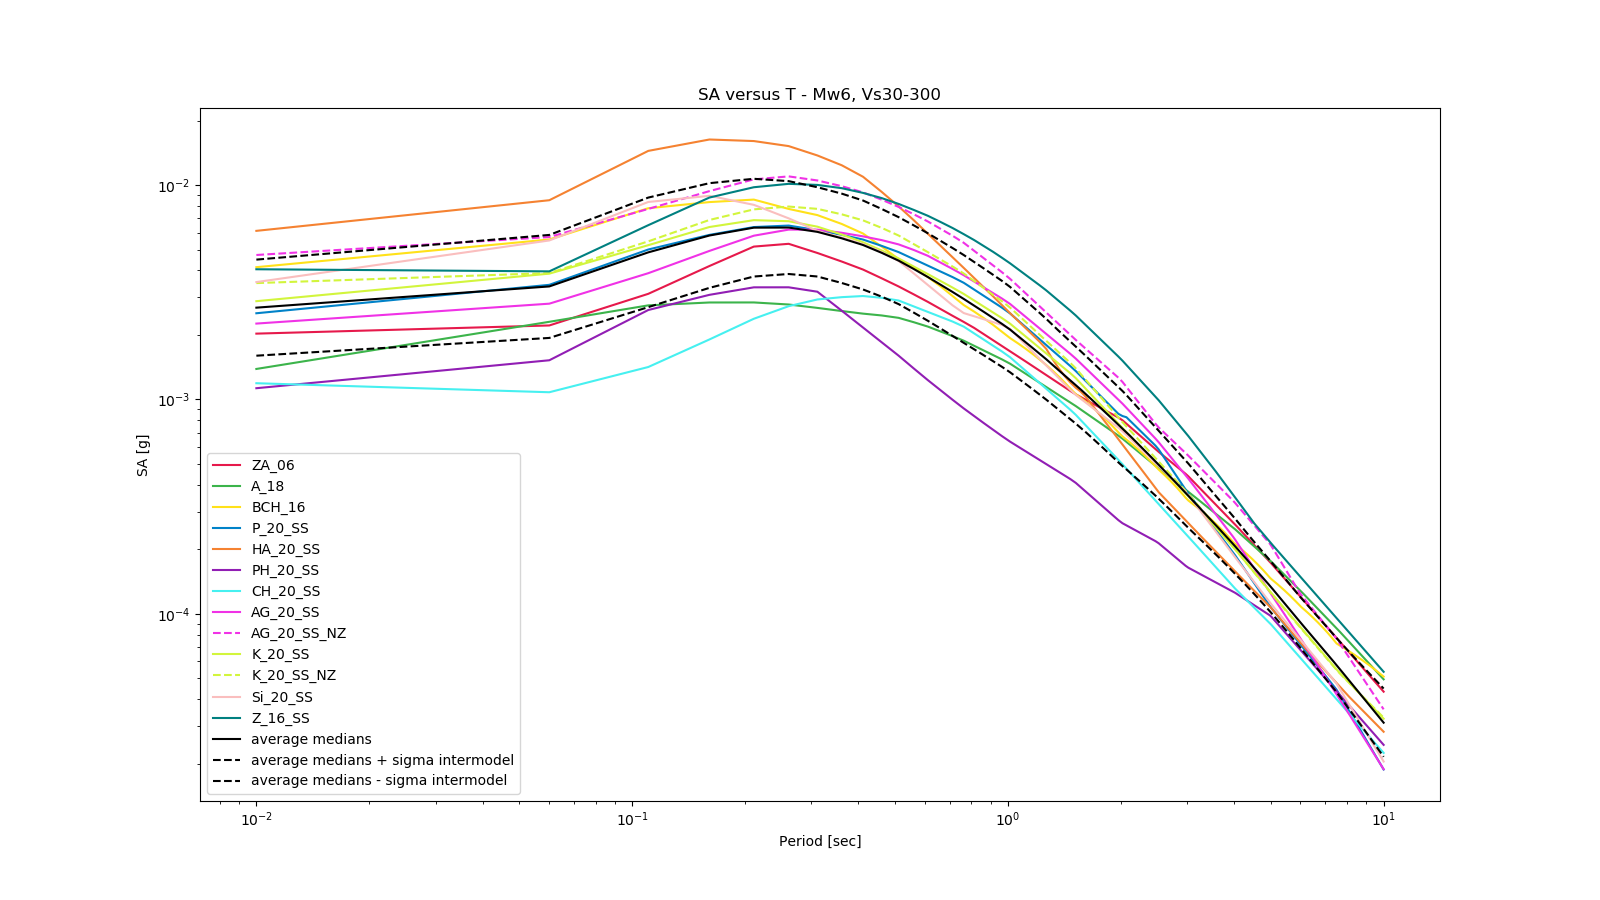 SA versus T - Mw6, Vs30-300
10⁻²
10⁻³
10⁻⁴
SA [g]
ZA_06
A_18
BCH_16
P_20_SS
HA_20_SS
PH_20_SS
CH_20_SS
AG_20_SS
AG_20_SS_NZ
K_20_SS
K_20_SS_NZ
Si_20_SS
Z_16_SS
average medians
average medians + sigma intermodel
average medians - sigma intermodel
10⁻² 10⁻¹ 10⁰ 10¹
Period [sec]